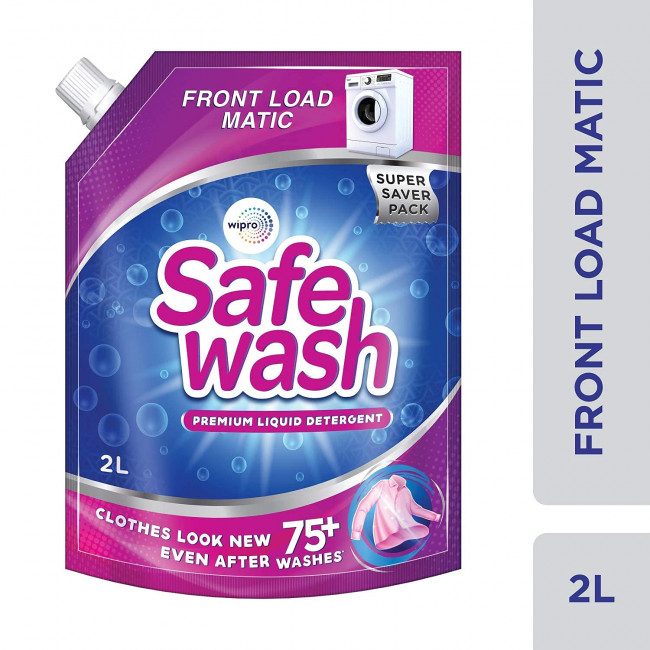 FRONT LOAD
MATIC
SUPER
SAVER
PACK
wipro
Safe
wash
PREMIUM LIQUID DETERGENT
2L
CLOTHES LOOK NEW
EVEN AFTER 75+ WASHES*
FRONT LOAD MATIC
2L